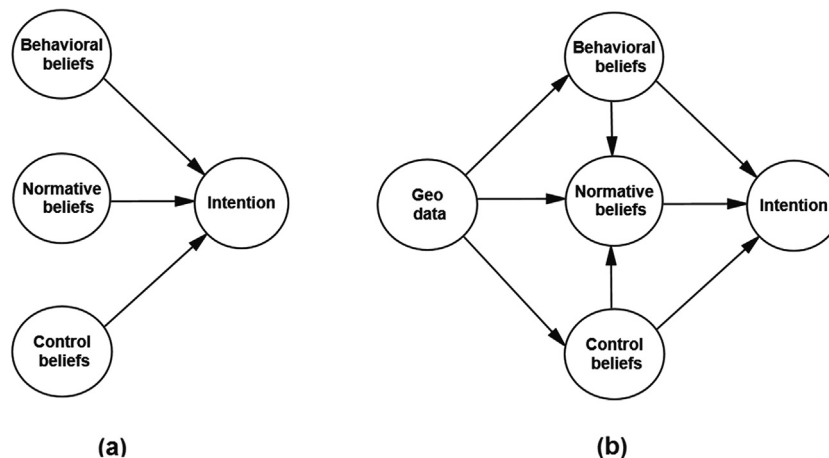 Behavioral
beliefs
Normative
beliefs
Intention
Control
beliefs
(a)
Behavioral
beliefs
Geo
data
Normative
beliefs
Intention
Control
beliefs
(b)